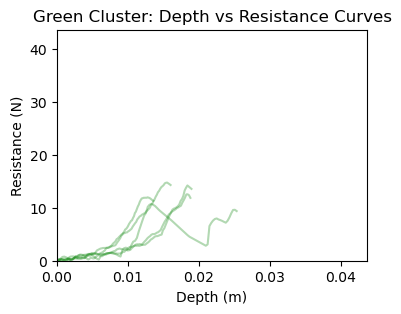 Green Cluster: Depth vs Resistance Curves
Resistance (N)
40
30
20
10
0
0.00 0.01 0.02 0.03 0.04
Depth (m)